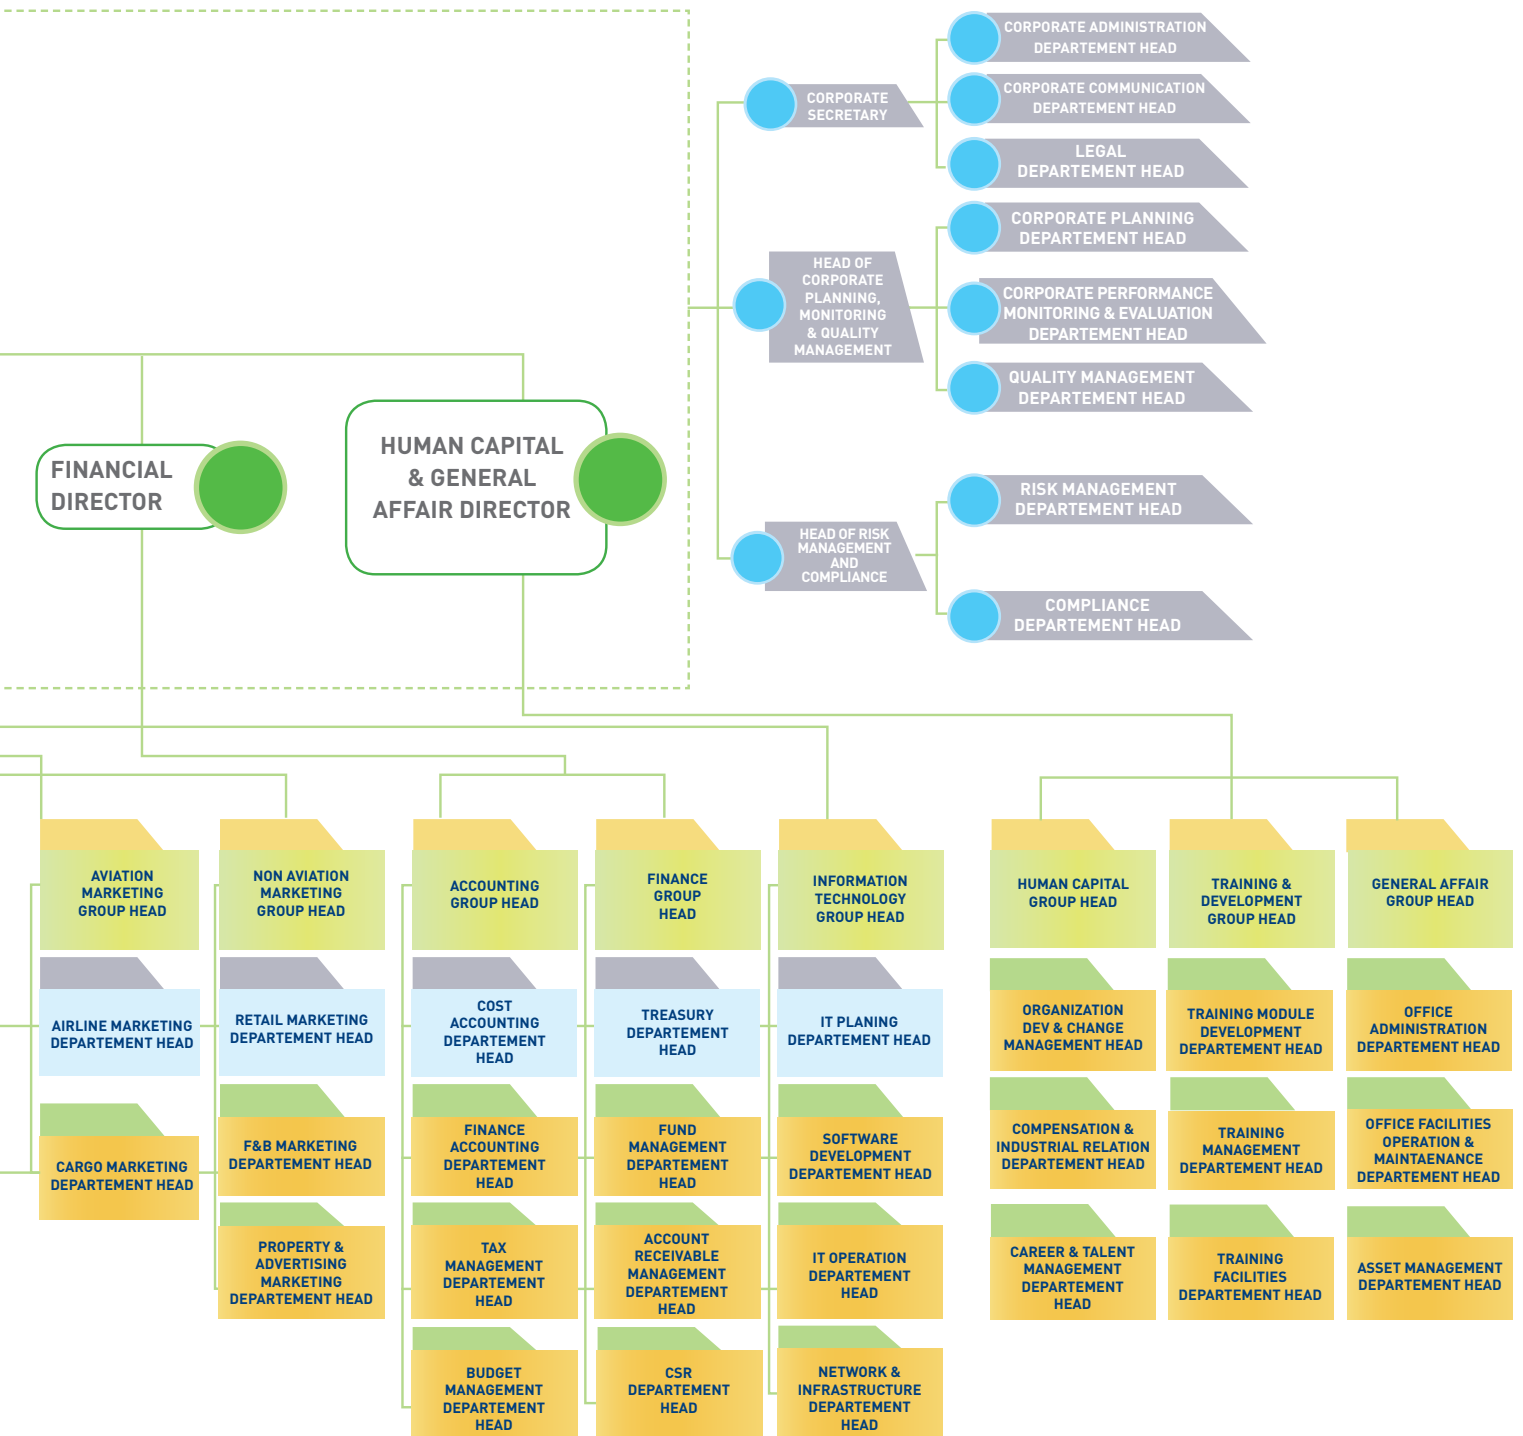 CORPORATE ADMINISTRATION
DEPARTEMENT HEAD
CORPORATE COMMUNICATION
DEPARTEMENT HEAD
CORPORATE
SECRETARY
LEGAL
DEPARTEMENT HEAD
CORPORATE PLANNING
DEPARTEMENT HEAD
HEAD OF
CORPORATE
PLANNING,
MONITORING
& QUALITY
MANAGEMENT
CORPORATE PERFORMANCE
MONITORING & EVALUATION
DEPARTEMENT HEAD
QUALITY MANAGEMENT
DEPARTEMENT HEAD
FINANCIAL
DIRECTOR
HUMAN CAPITAL
& GENERAL
AFFAIR DIRECTOR
RISK MANAGEMENT
DEPARTEMENT HEAD
HEAD OF RISK
MANAGEMENT
AND
COMPLIANCE
COMPLIANCE
DEPARTEMENT HEAD
AVIATION
MARKETING
GROUP HEAD
NON AVIATION
MARKETING
GROUP HEAD
ACCOUNTING
GROUP HEAD
FINANCE
GROUP
HEAD
INFORMATION
TECHNOLOGY
GROUP HEAD
HUMAN CAPITAL
GROUP HEAD
TRAINING &
DEVELOPMENT
GROUP HEAD
GENERAL AFFAIR
GROUP HEAD
AIRLINE MARKETING
DEPARTEMENT HEAD
RETAIL MARKETING
DEPARTEMENT HEAD
COST
ACCOUNTING
DEPARTEMENT
HEAD
TREASURY
DEPARTEMENT
HEAD
IT PLANING
DEPARTEMENT HEAD
ORGANIZATION
DEV & CHANGE
MANAGEMENT HEAD
TRAINING MODULE
DEVELOPMENT
DEPARTEMENT HEAD
OFFICE
ADMINISTRATION
DEPARTEMENT HEAD
CARGO MARKETING
DEPARTEMENT HEAD
F&B MARKETING
DEPARTEMENT HEAD
FINANCE
ACCOUNTING
DEPARTEMENT
HEAD
FUND
MANAGEMENT
DEPARTEMENT
HEAD
SOFTWARE
DEVELOPMENT
DEPARTEMENT HEAD
COMPENSATION &
INDUSTRIAL RELATION
DEPARTEMENT HEAD
TRAINING
MANAGEMENT
DEPARTEMENT HEAD
OFFICE FACILITIES
OPERATION &
MAINTAENANCE
DEPARTEMENT HEAD
PROPERTY &
ADVERTISING
MARKETING
DEPARTEMENT HEAD
TAX
MANAGEMENT
DEPARTEMENT
HEAD
ACCOUNT
RECEIVABLE
MANAGEMENT
DEPARTEMENT
HEAD
IT OPERATION
DEPARTEMENT
HEAD
CAREER & TALENT
MANAGEMENT
DEPARTEMENT
HEAD
TRAINING
FACILITIES
DEPARTEMENT HEAD
ASSET MANAGEMENT
DEPARTEMENT HEAD
BUDGET
MANAGEMENT
DEPARTEMENT
HEAD
CSR
DEPARTEMENT
HEAD
NETWORK &
INFRASTRUCTURE
DEPARTEMENT
HEAD